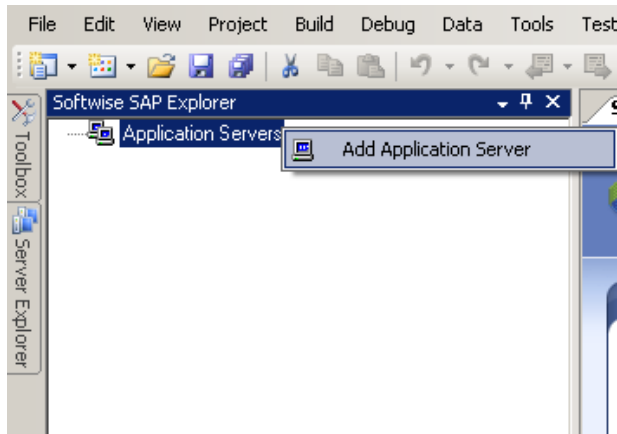 File Edit View Project Build Debug Data Tools Test
Softwise SAP Explorer
Application Servers
Add Application Server
Toolbox
Server Explorer